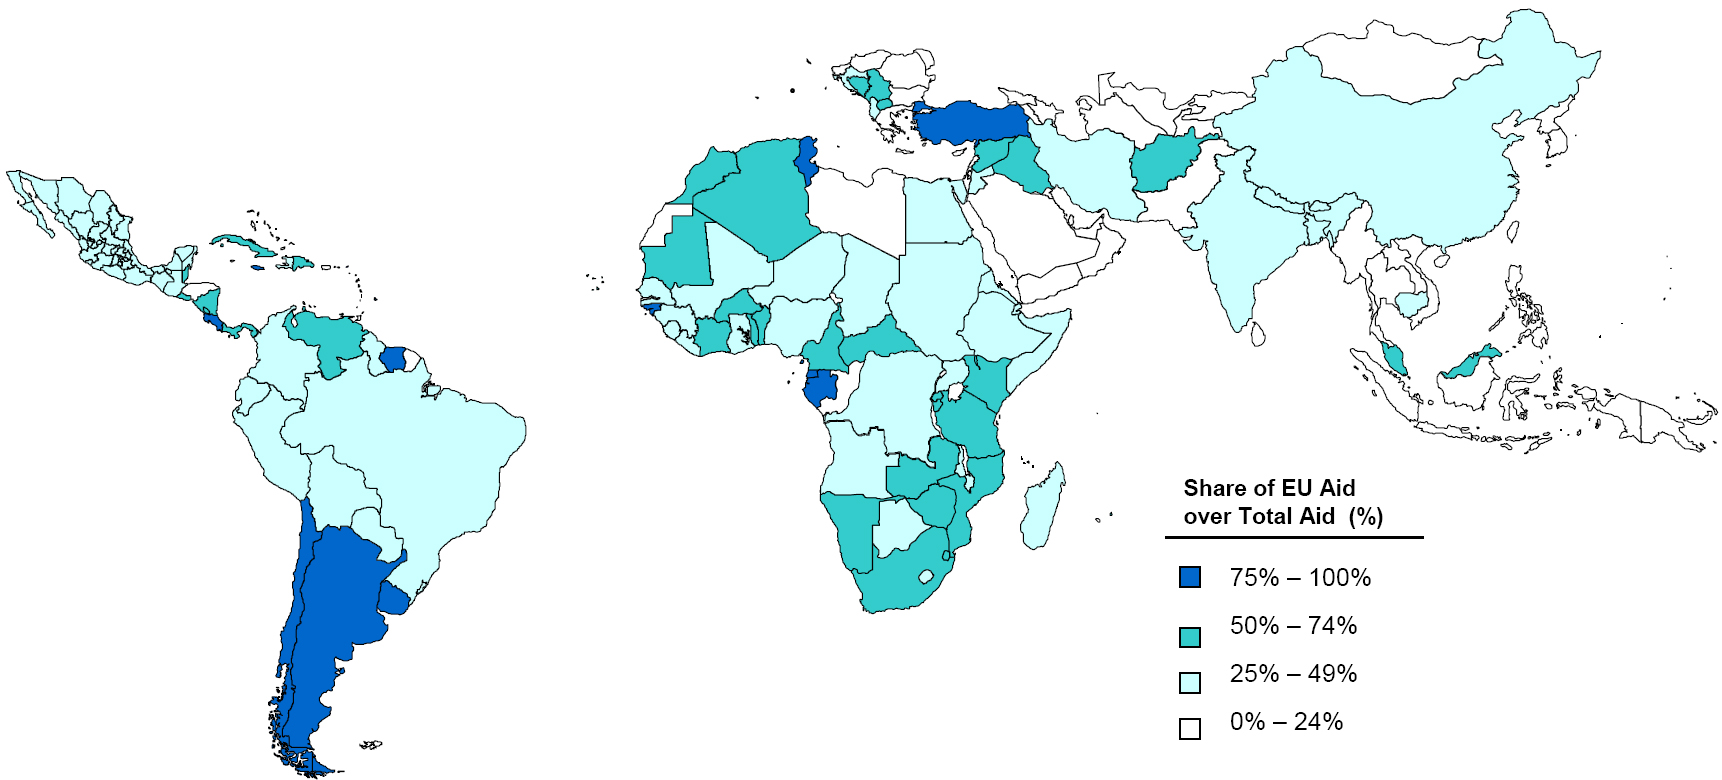 Share of EU Aid
over Total Aid (%)
75% – 100%
50% – 74%
25% – 49%
0% – 24%